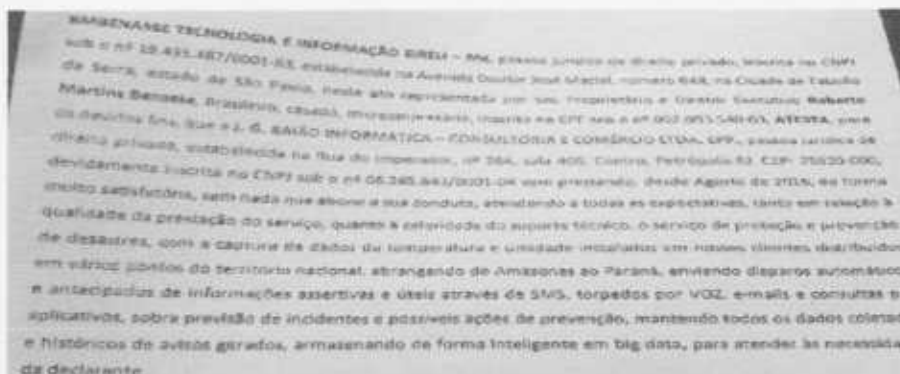 BAMBENASSE TECNOLOGIA E INFORMAÇÃO EIRELI – ME, pessoa jurídica de direito privado, inscrita no CNPJ
sob o nº estabelecida na Avenida Doutor José Maciel, número na Cidade de Taboão
da Serra, estado de São Paulo, neste ato representada por seu Proprietário e Diretor Executivo Roberto
Martins Brasileiro, casado, microempresário, inscrito no CPF sob o nº ATESTA, para
os devidos fins, que a J. G. BAIÃO INFORMÁTICA – CONSULTORIA E COMÉRCIO LTDA. EPP., pessoa jurídica de
direito privado, estabelecida na Rua do Imperador, nº sala Centro, Petrópolis RJ. CEP:
devidamente inscrita no CNPJ sob o nº vem prestando, desde Agosto de de forma
muito satisfatória, sem nada que abone a sua conduta, atendendo a todas as expectativas, tanto em relação à
qualidade da prestação do serviço, quanto à celeridade do suporte técnico, o serviço de proteção e prevenção
de desastres, com a captura de dados da temperatura e umidade instalados em nossos clientes distribuídos
em vários pontos do território nacional, abrangendo do Amazonas ao Paraná, enviando disparos automático
e antecipados de informações assertivas e úteis através de SMS, torpedos por VOZ, e-mails e consultas p
aplicativos, sobre previsão de incidentes e possíveis ações de prevenção, mantendo todos os dados coletad
e históricos de avisos gerados, armazenando de forma inteligente em big data, para atender às necessida
da declarante